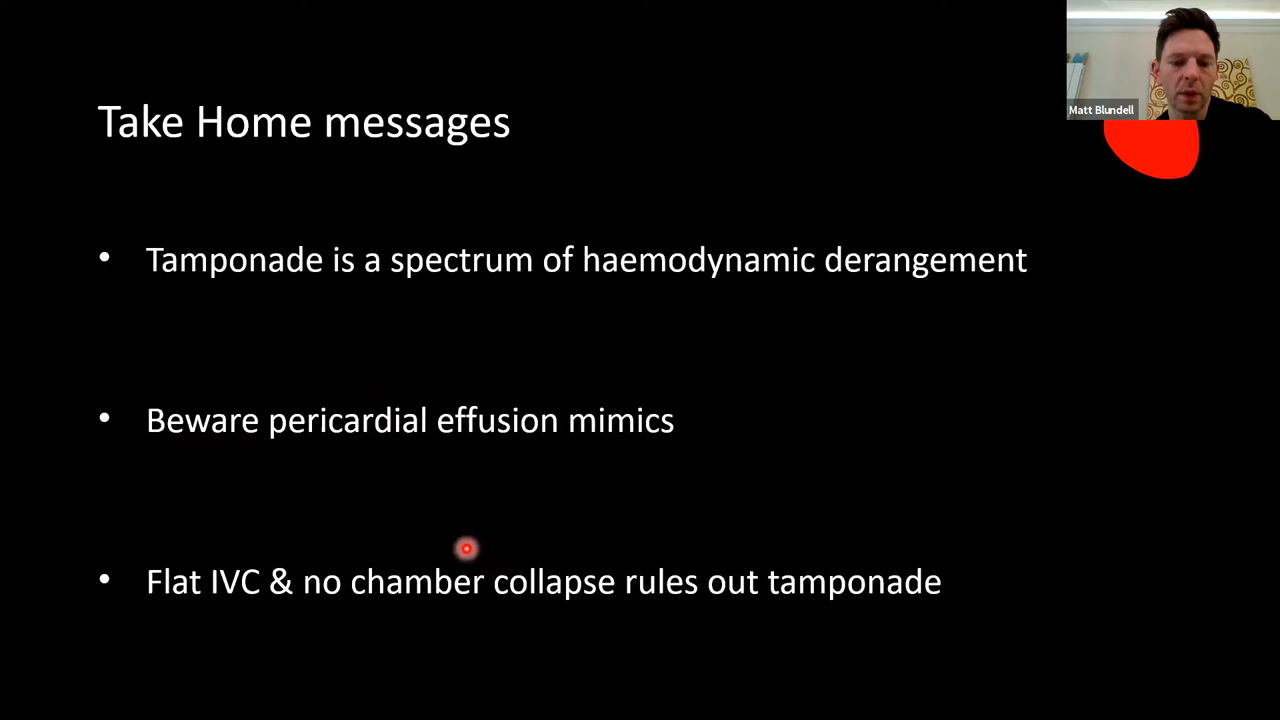 Matt Blundell
Take Home messages
• Tamponade is a spectrum of haemodynamic derangement
• Beware pericardial effusion mimics
• Flat IVC & no chamber collapse rules out tamponade